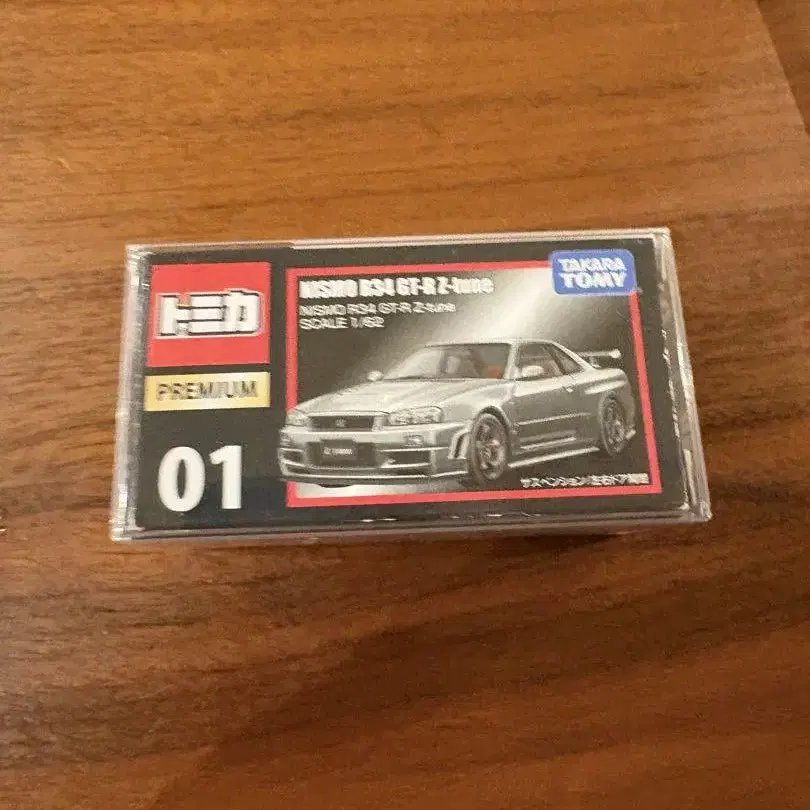 トミカ
PREMIUM
01
NISMO R34 GT-R Z-tune
NISMO R34 GT-R Z-tune
SCALE 1/62
TAKARA
TOMY
サスペンション/左右ドア開閉